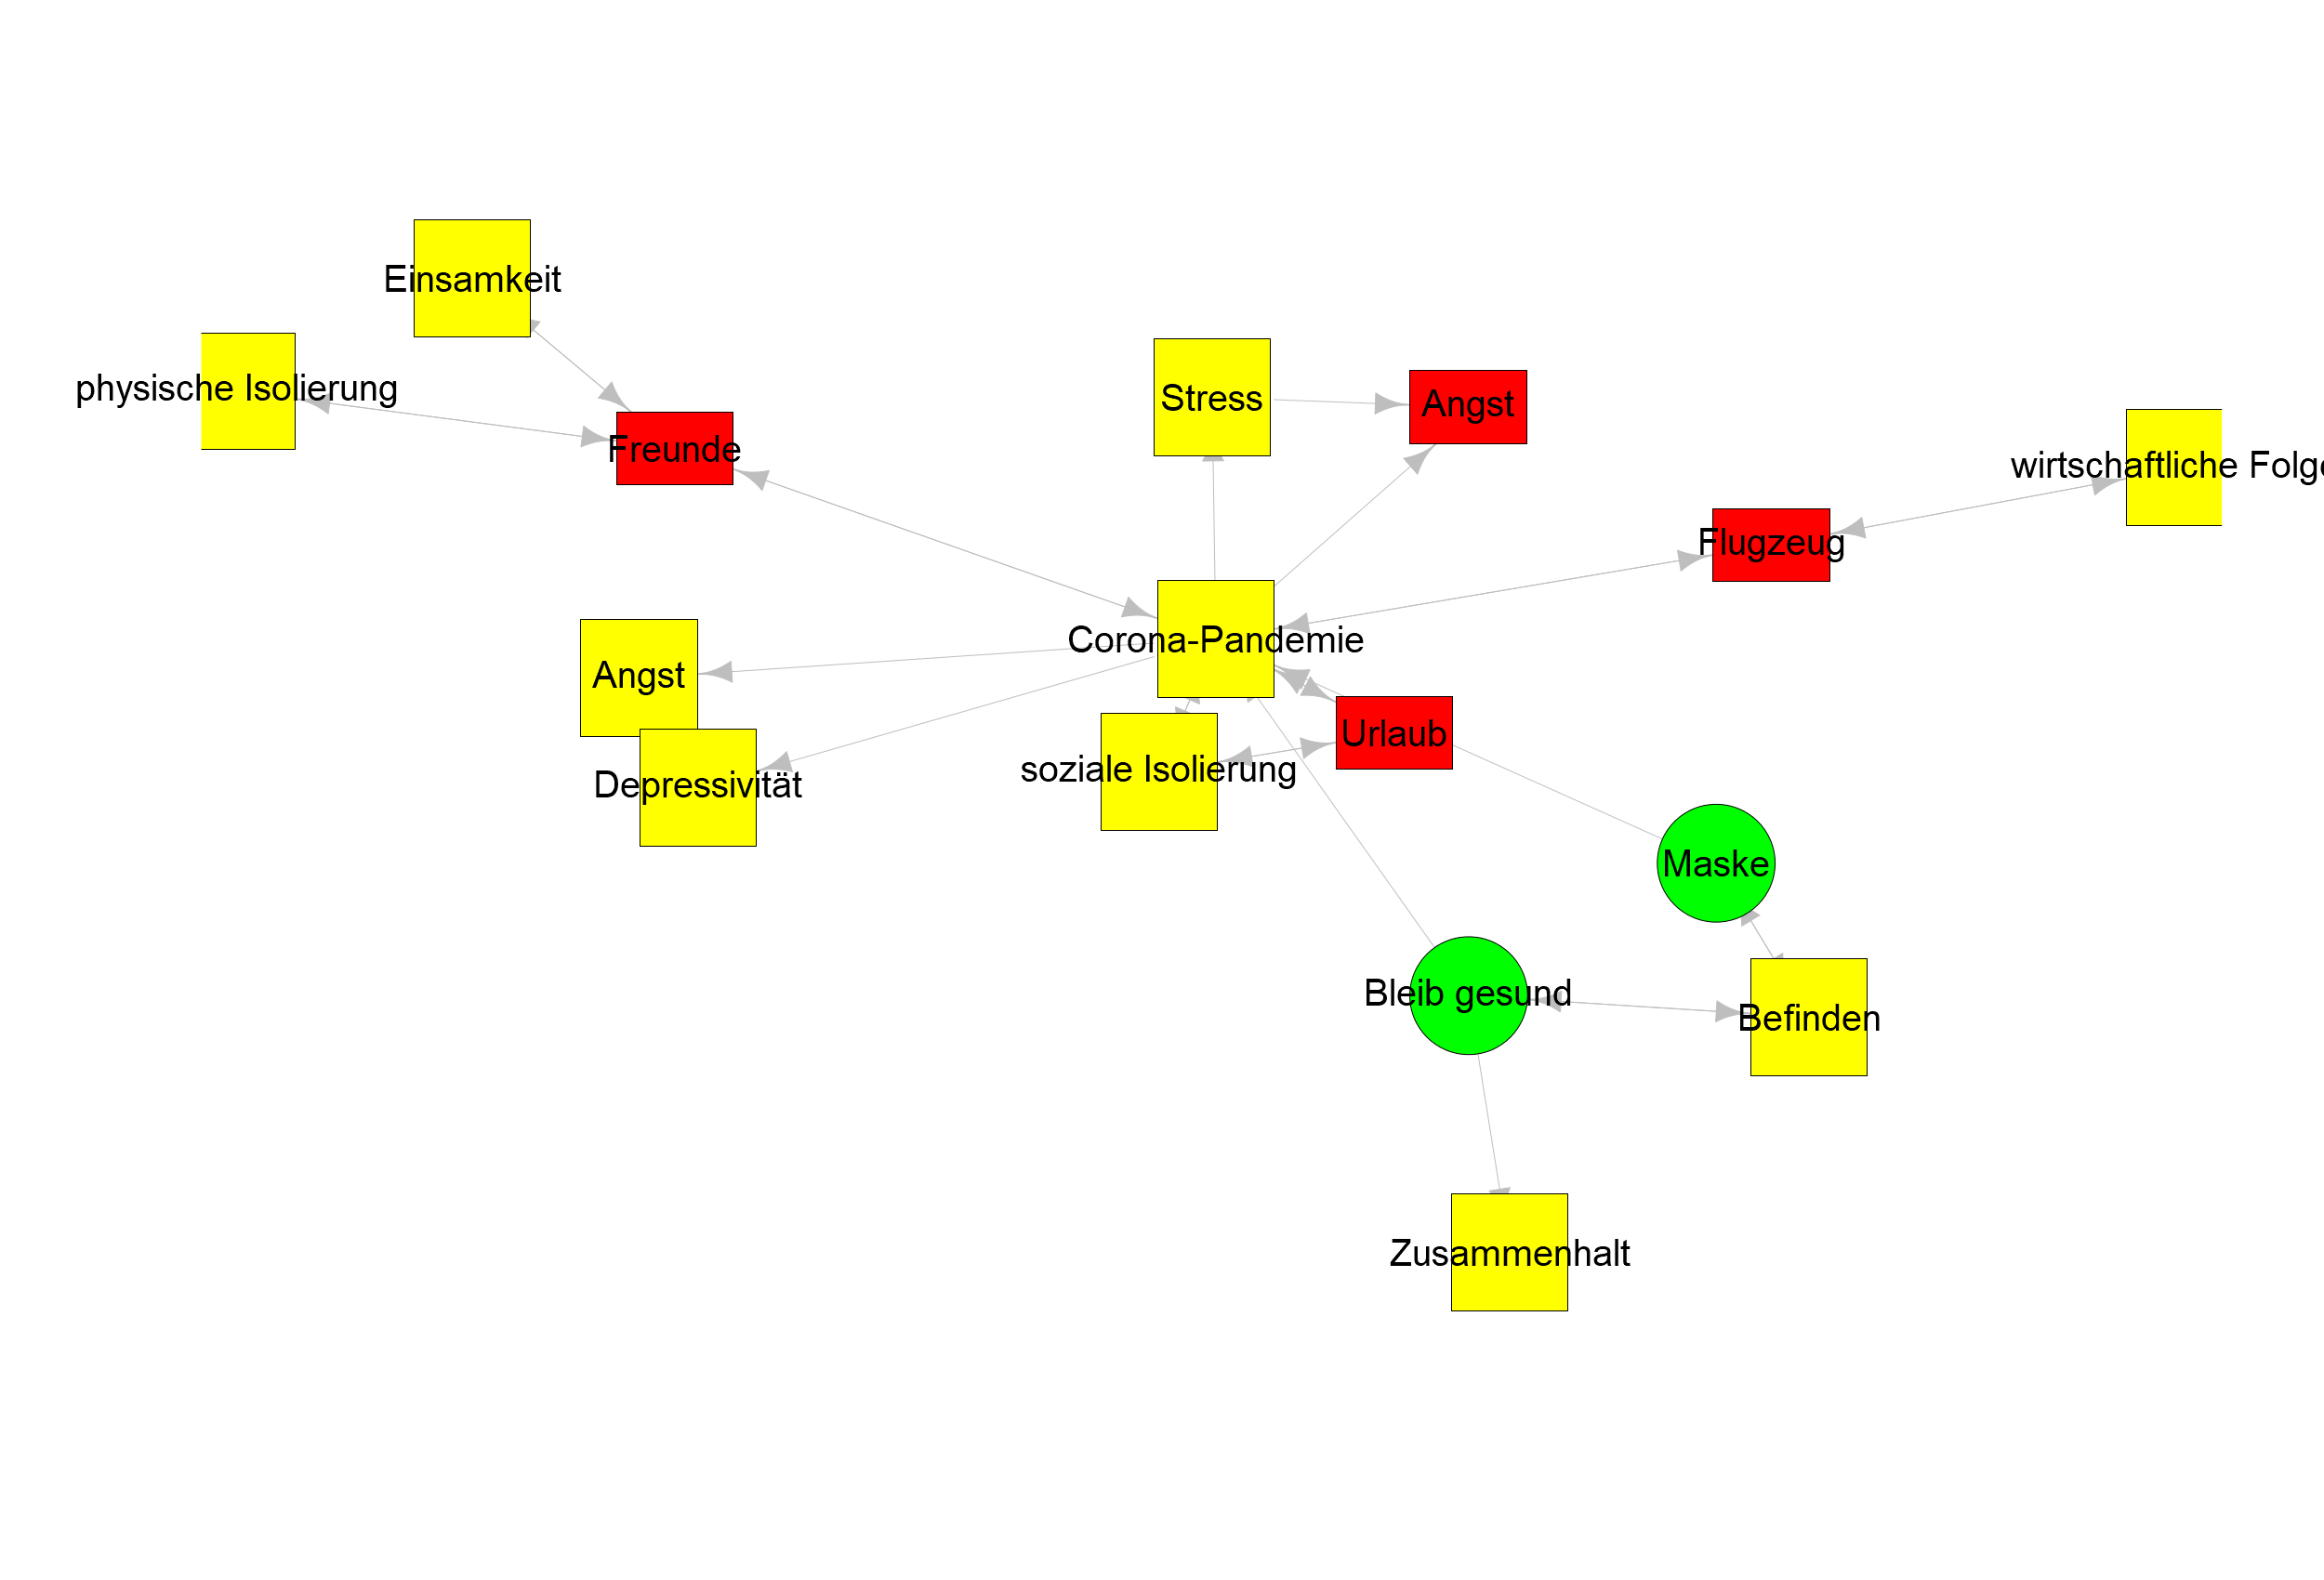 Einsamkeit
physische Isolierung
Freunde
Stress
Angst
wirtschaftliche Folg
Flugzeug
Corona-Pandemie
Angst
Depressivität
soziale Isolierung
Urlaub
Maske
Bleib gesund
Befinden
Zusammenhalt